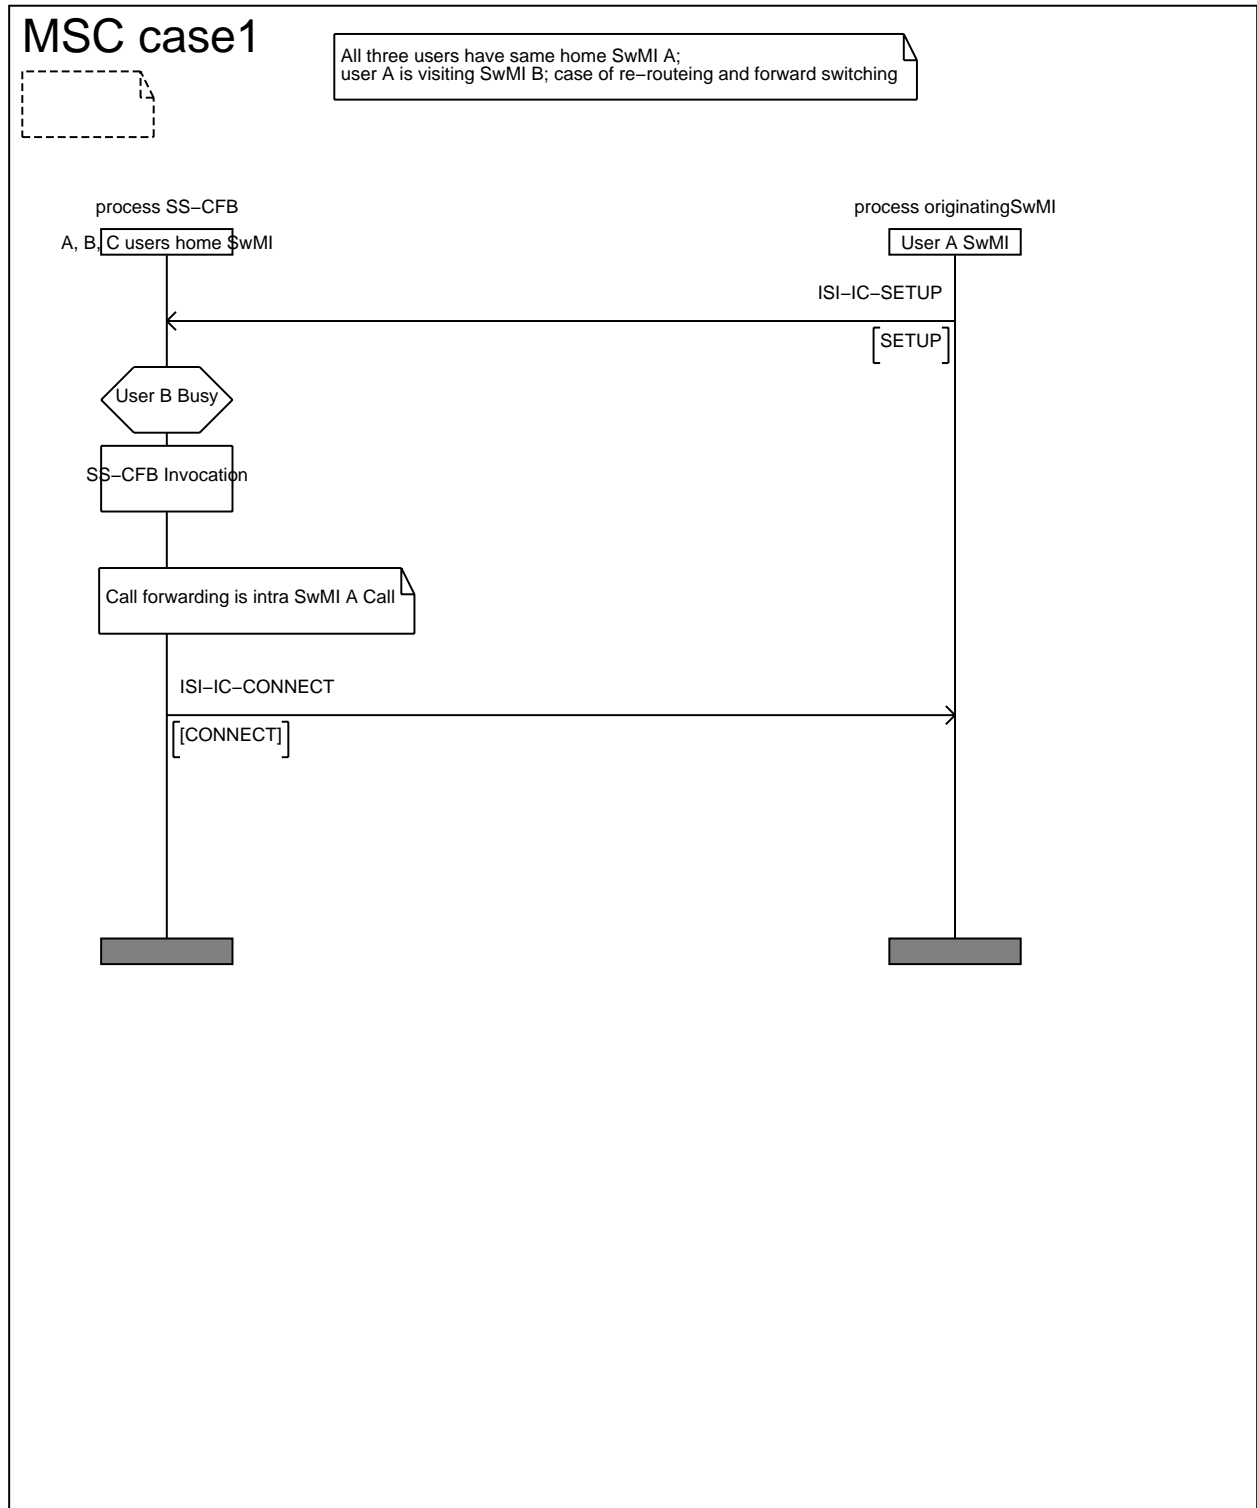 MSC case1
All three users have same home SwMI A;
user A is visiting SwMI B; case of re−routeing and forward switching
process SS−CFB
process originatingSwMI
A, B, C users home SwMI
User A SwMI
ISI−IC−SETUP
SETUP
User B Busy
SS−CFB Invocation
Call forwarding is intra SwMI A Call
ISI−IC−CONNECT
[CONNECT]